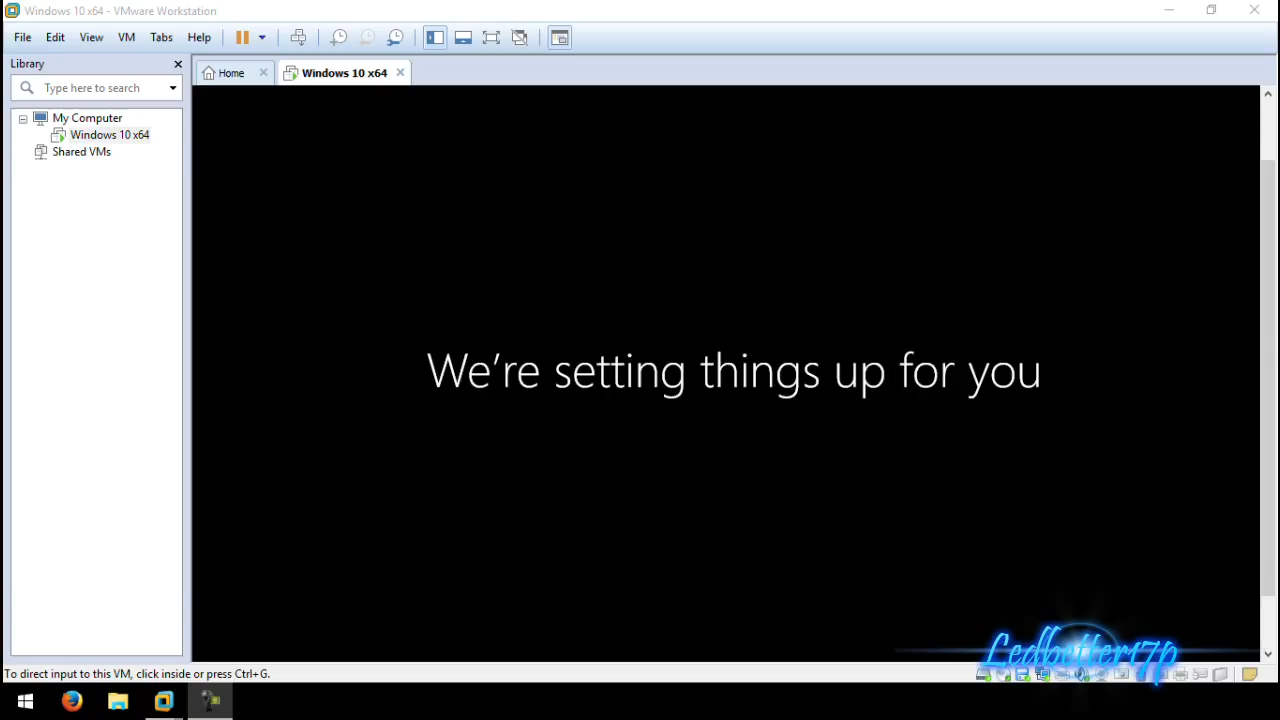 Windows 10 x64 - VMware Workstation
File Edit View VM Tabs Help
Library
Home Windows 10 x64
Type here to search
My Computer
Windows 10 x64
Shared VMs
We're setting things up for you
Ledbetter17p
To direct input to this VM, click inside or press Ctrl+G.